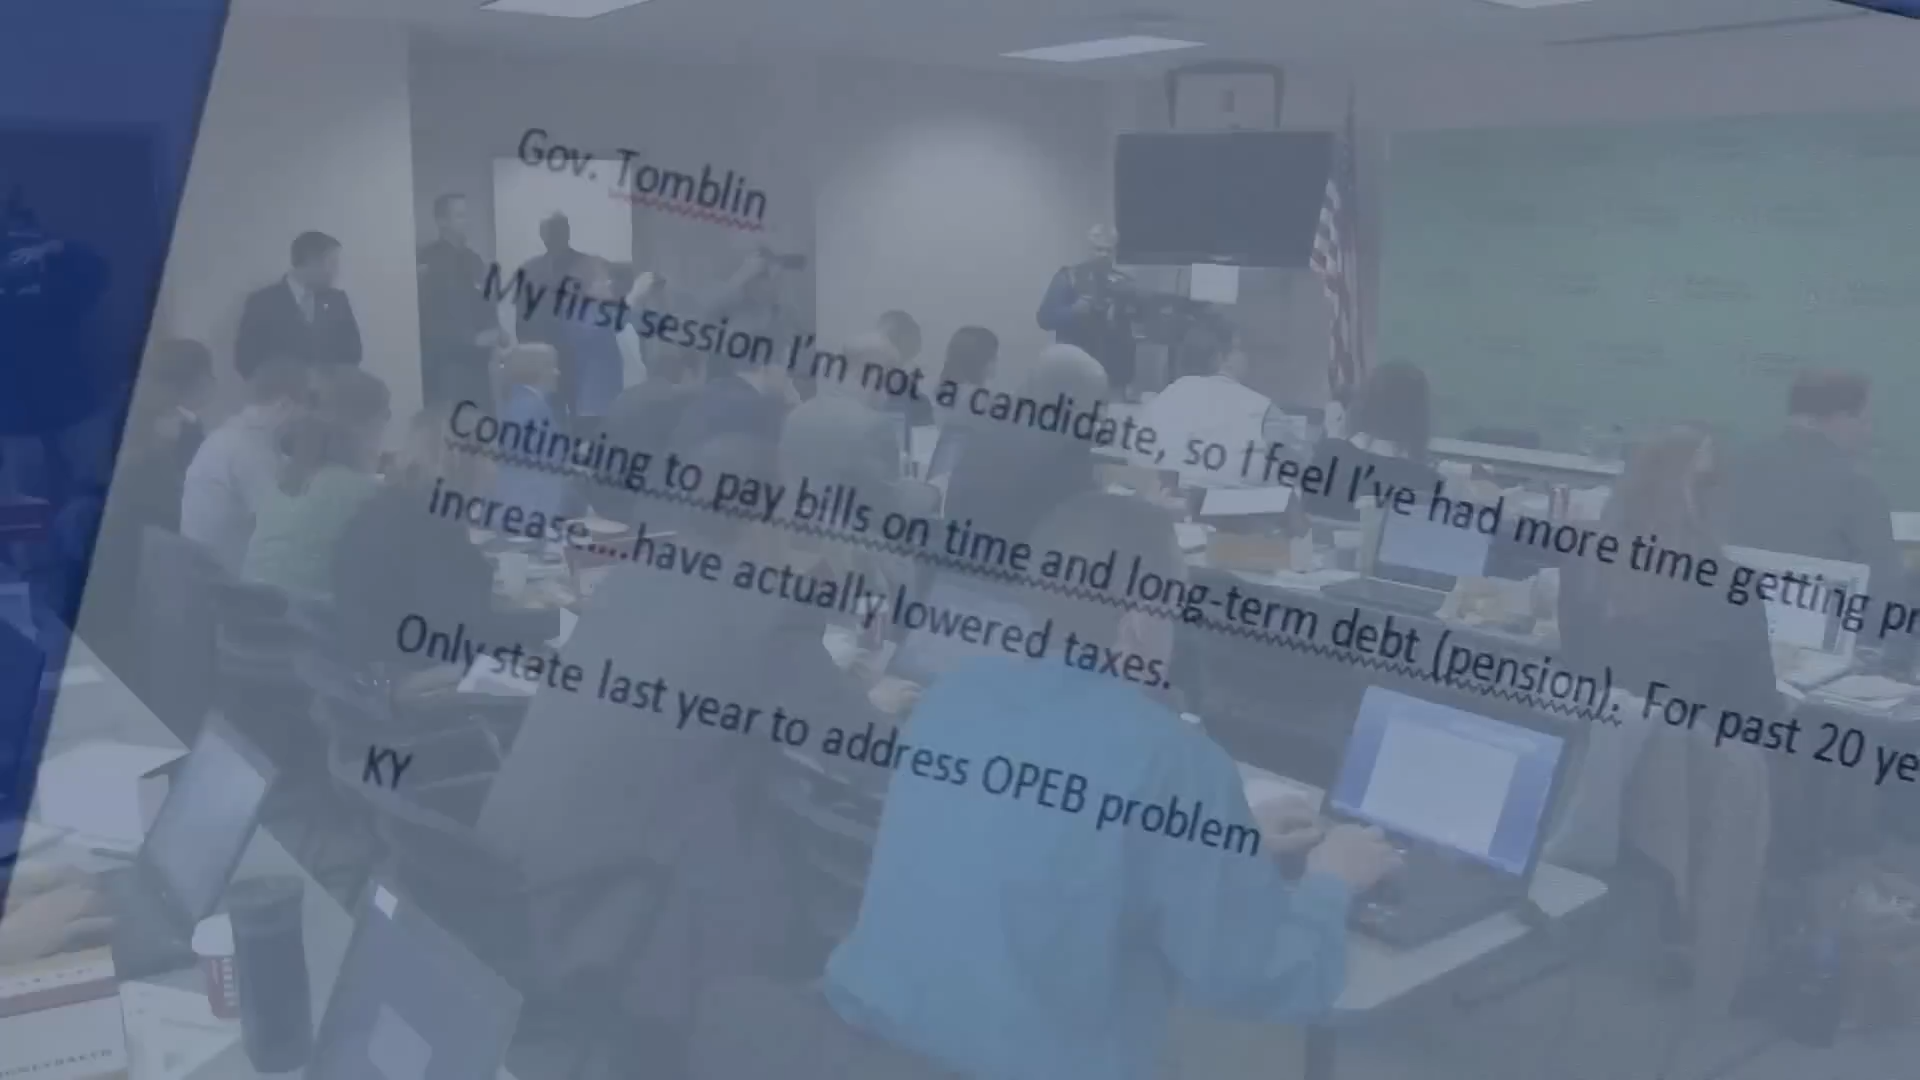 Gov. Tomblin
My first session I'm not a candidate, so I feel I've had more time getting
Continuing to pay bills on time and long-term debt (pension). For past 20
increase....have actually lowered taxes.
Only state last year to address OPEB problem
KY